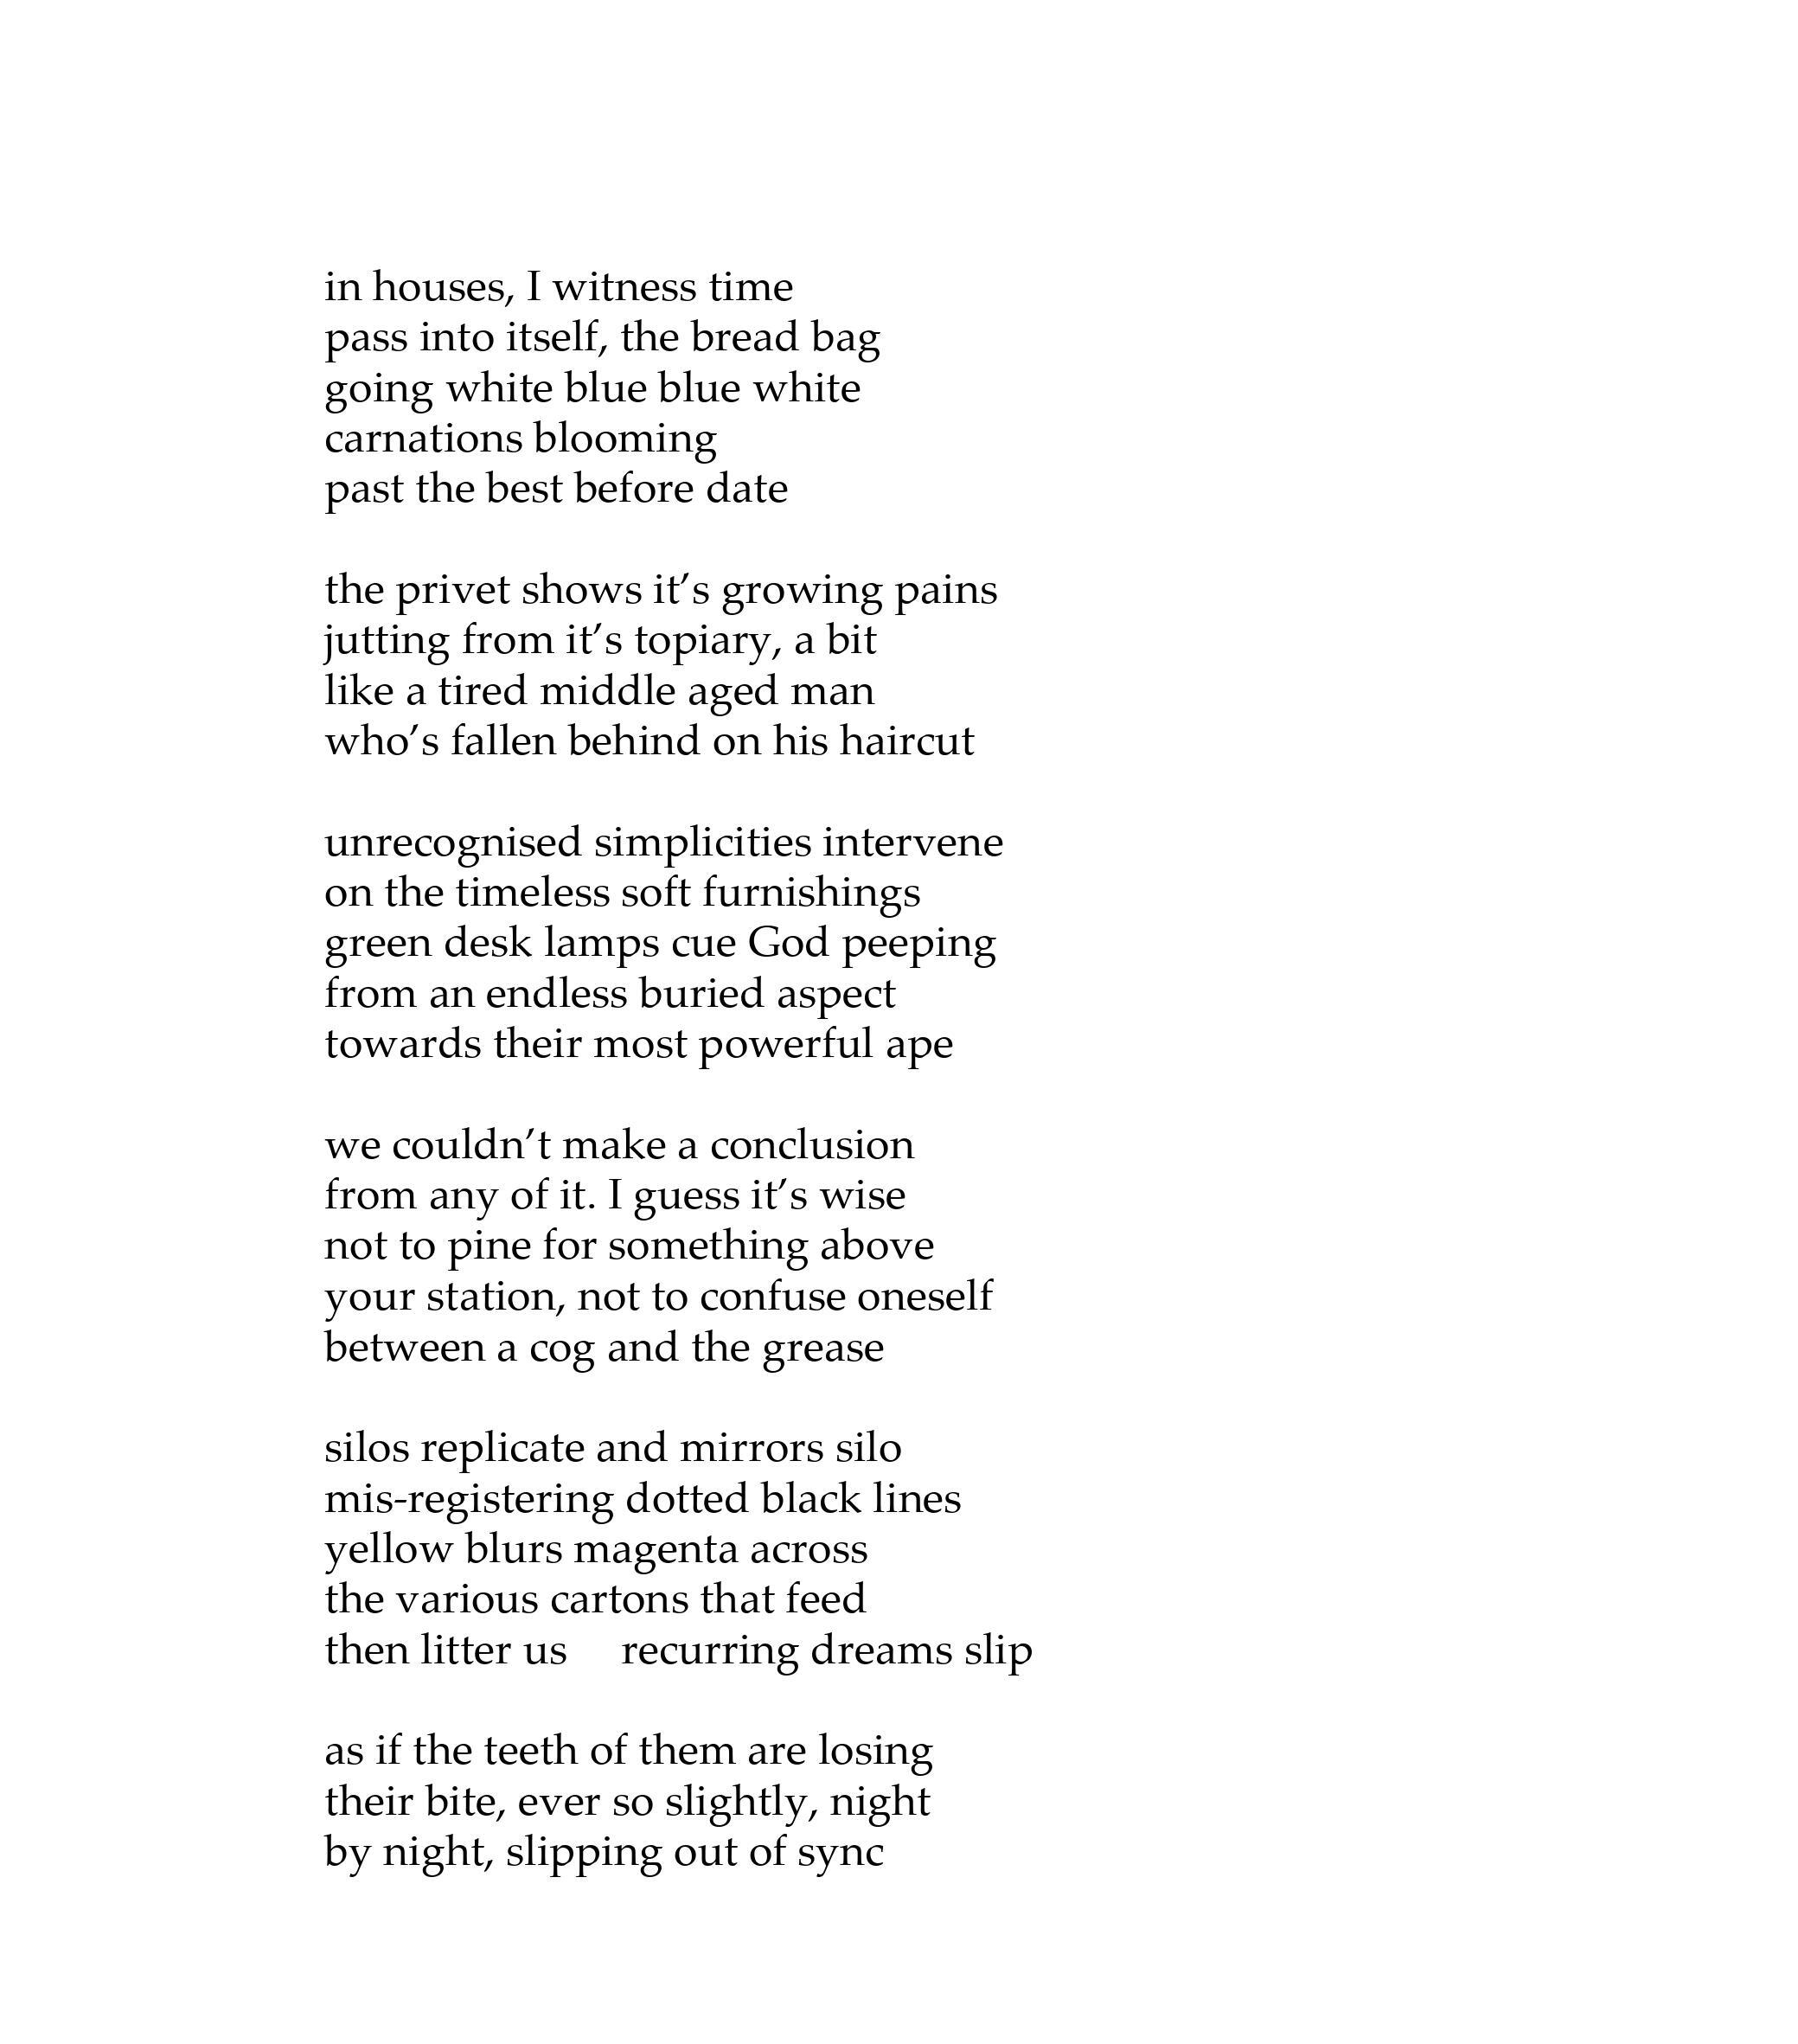 in houses, I witness time
pass into itself, the bread bag
going white blue blue white
carnations blooming
past the best before date

the privet shows it’s growing pains
jutting from it’s topiary, a bit
like a tired middle aged man
who’s fallen behind on his haircut

unrecognised simplicities intervene
on the timeless soft furnishings
green desk lamps cue God peeping
from an endless buried aspect
towards their most powerful ape

we couldn’t make a conclusion
from any of it. I guess it’s wise
not to pine for something above
your station, not to confuse oneself
between a cog and the grease

silos replicate and mirrors silo
mis-registering dotted black lines
yellow blurs magenta across
the various cartons that feed
then litter us     recurring dreams slip

as if the teeth of them are losing
their bite, ever so slightly, night
by night, slipping out of sync